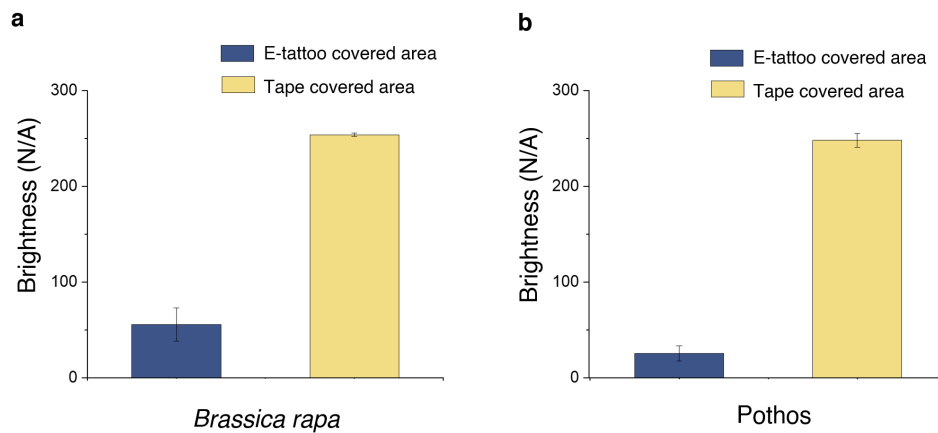 a
E-tattoo covered area
Tape covered area
300
200
100
0
Brightness (N/A)
Brassica rapa
b
E-tattoo covered area
Tape covered area
300
200
100
0
Brightness (N/A)
Pothos